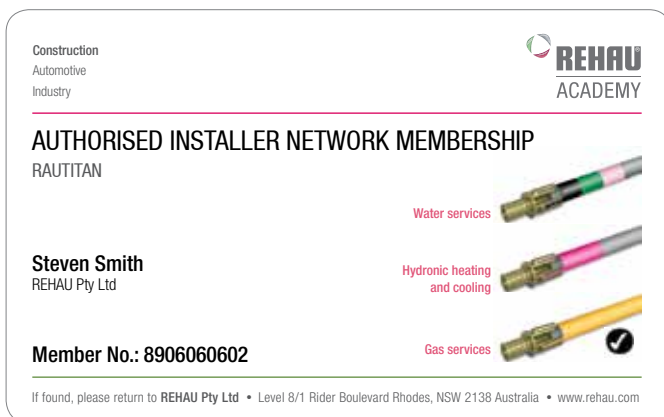 Construction
Automotive
Industry
REHAU
ACADEMY
AUTHORISED INSTALLER NETWORK MEMBERSHIP
RAUTITAN
Water services
Steven Smith
REHAU Pty Ltd
Hydronic heating
and cooling
Member No.: 8906060602
Gas services
If found, please return to REHAU Pty Ltd • Level 8/1 Rider Boulevard Rhodes, NSW 2138 Australia • www.rehau.com